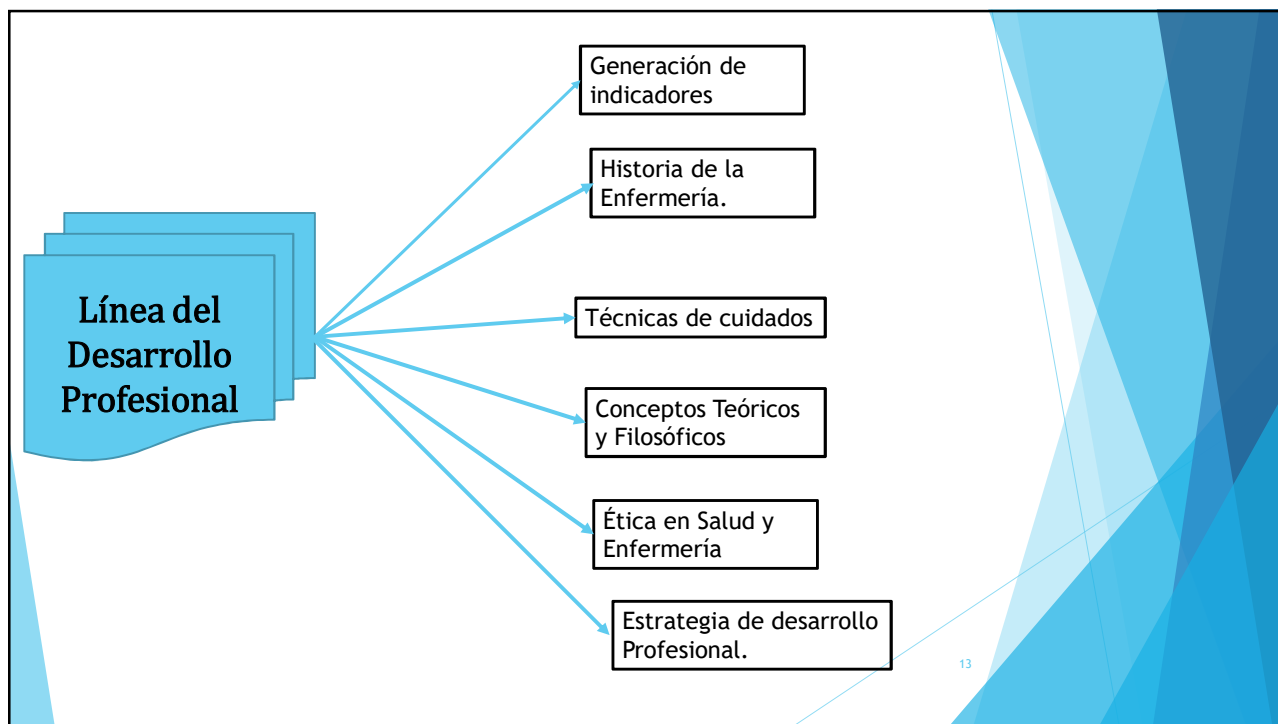 Generación de
indicadores
Historia de la
Enfermería.
Línea del
Desarrollo
Profesional
Técnicas de cuidados
Conceptos Teóricos
y Filosóficos
Ética en Salud y
Enfermería
Estrategia de desarrollo
Profesional.
13